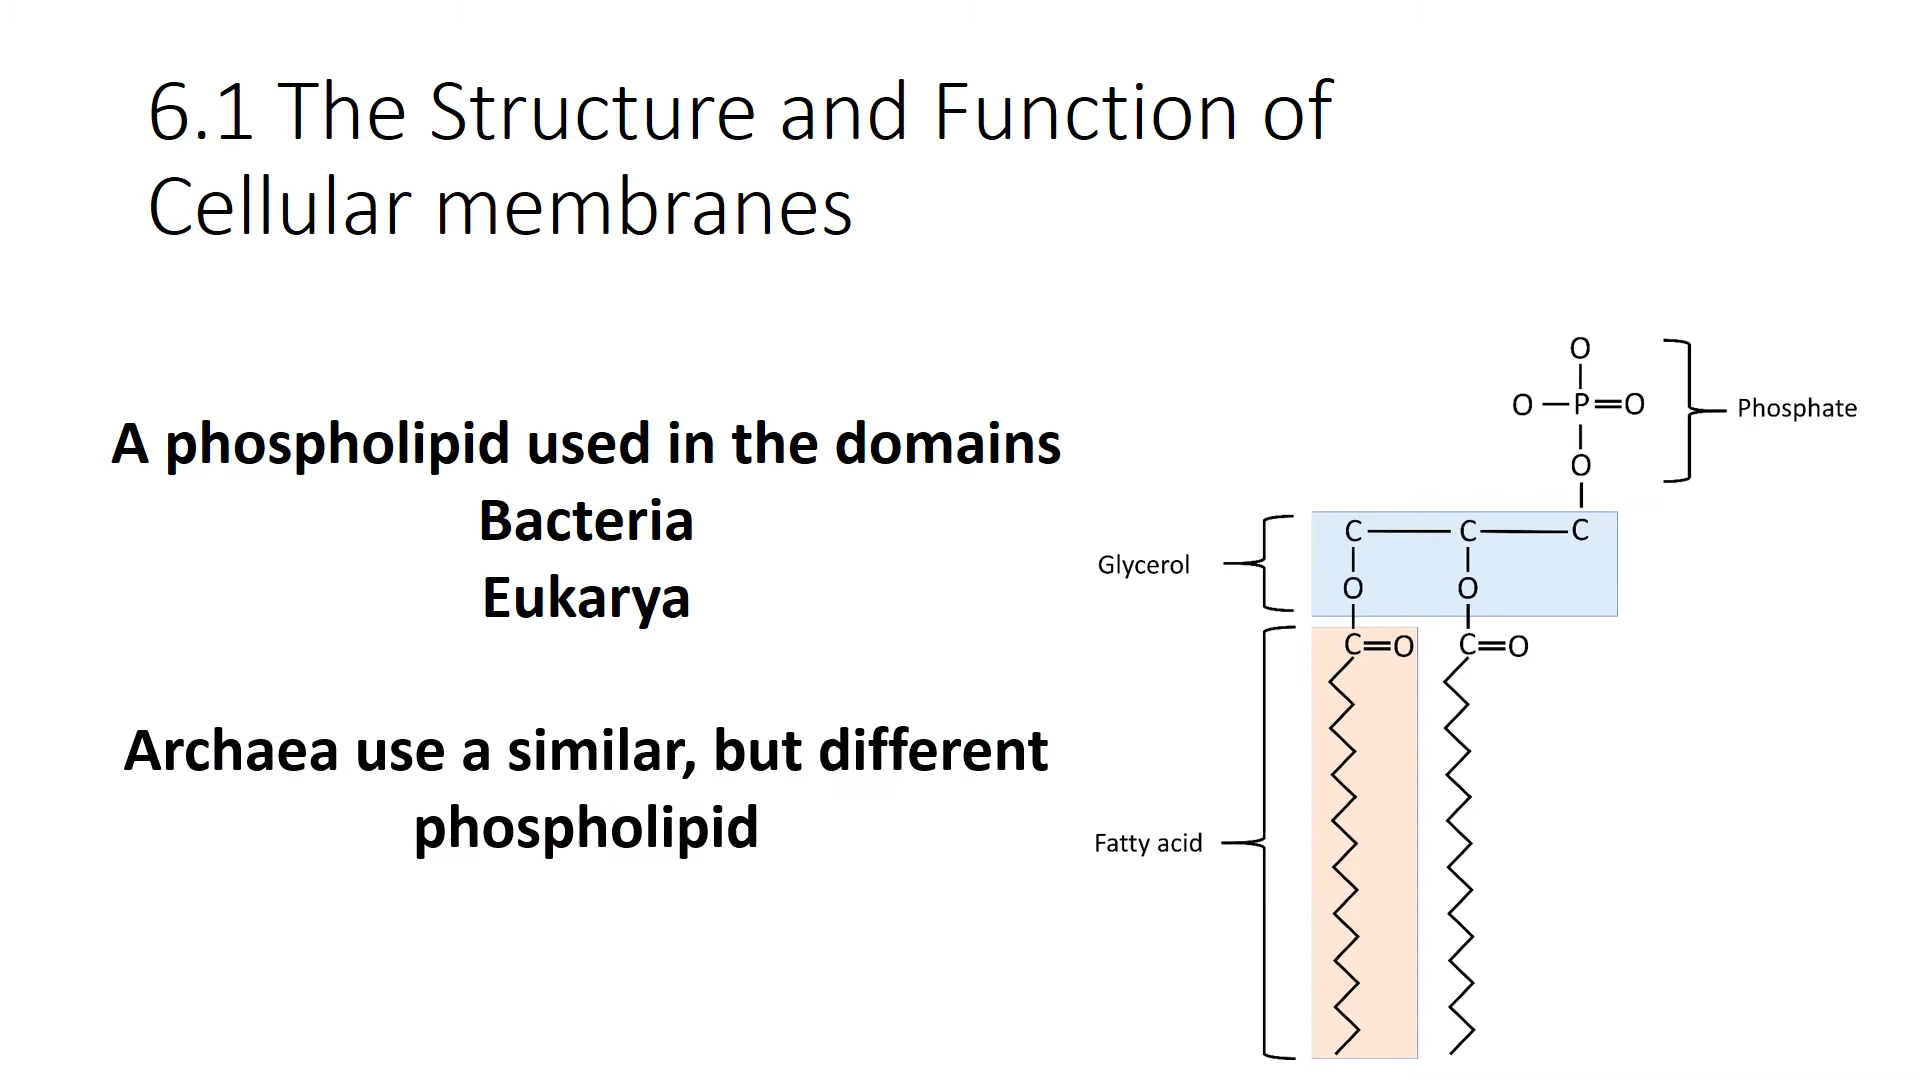 6.1 The Structure and Function of
Cellular membranes
A phospholipid used in the domains
Bacteria
Eukarya
Archaea use a similar, but different
phospholipid
O
O—P=O
O
Phosphate
C—C—C
O O
Glycerol
C=O C=O
Fatty acid